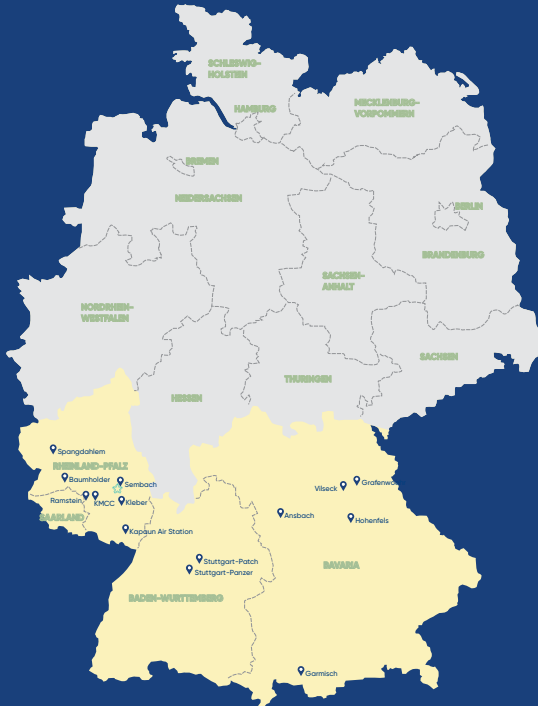 SCHLESWIG-
HOLSTEIN
HAMBURG
MECKLENBURG-
VORPOMMERN
BREMEN
NIEDERSACHSEN
BERLIN
BRANDENBURG
SACHSEN-
ANHALT
NORDRHEIN-
WESTFALEN
SACHSEN
THURINGEN
HESSEN
Spangdahlem
RHEINLAND-PFALZ
Baumholder
Sembach
Grafenwo
Vilseck
Ramstein
KMCC
Kleber
Ansbach
SAARLAND
Hohenfels
Kapaun Air Station
Stuttgart-Patch
BAVARIA
Stuttgart-Panzer
BADEN-WURTTEMBERG
Garmisch